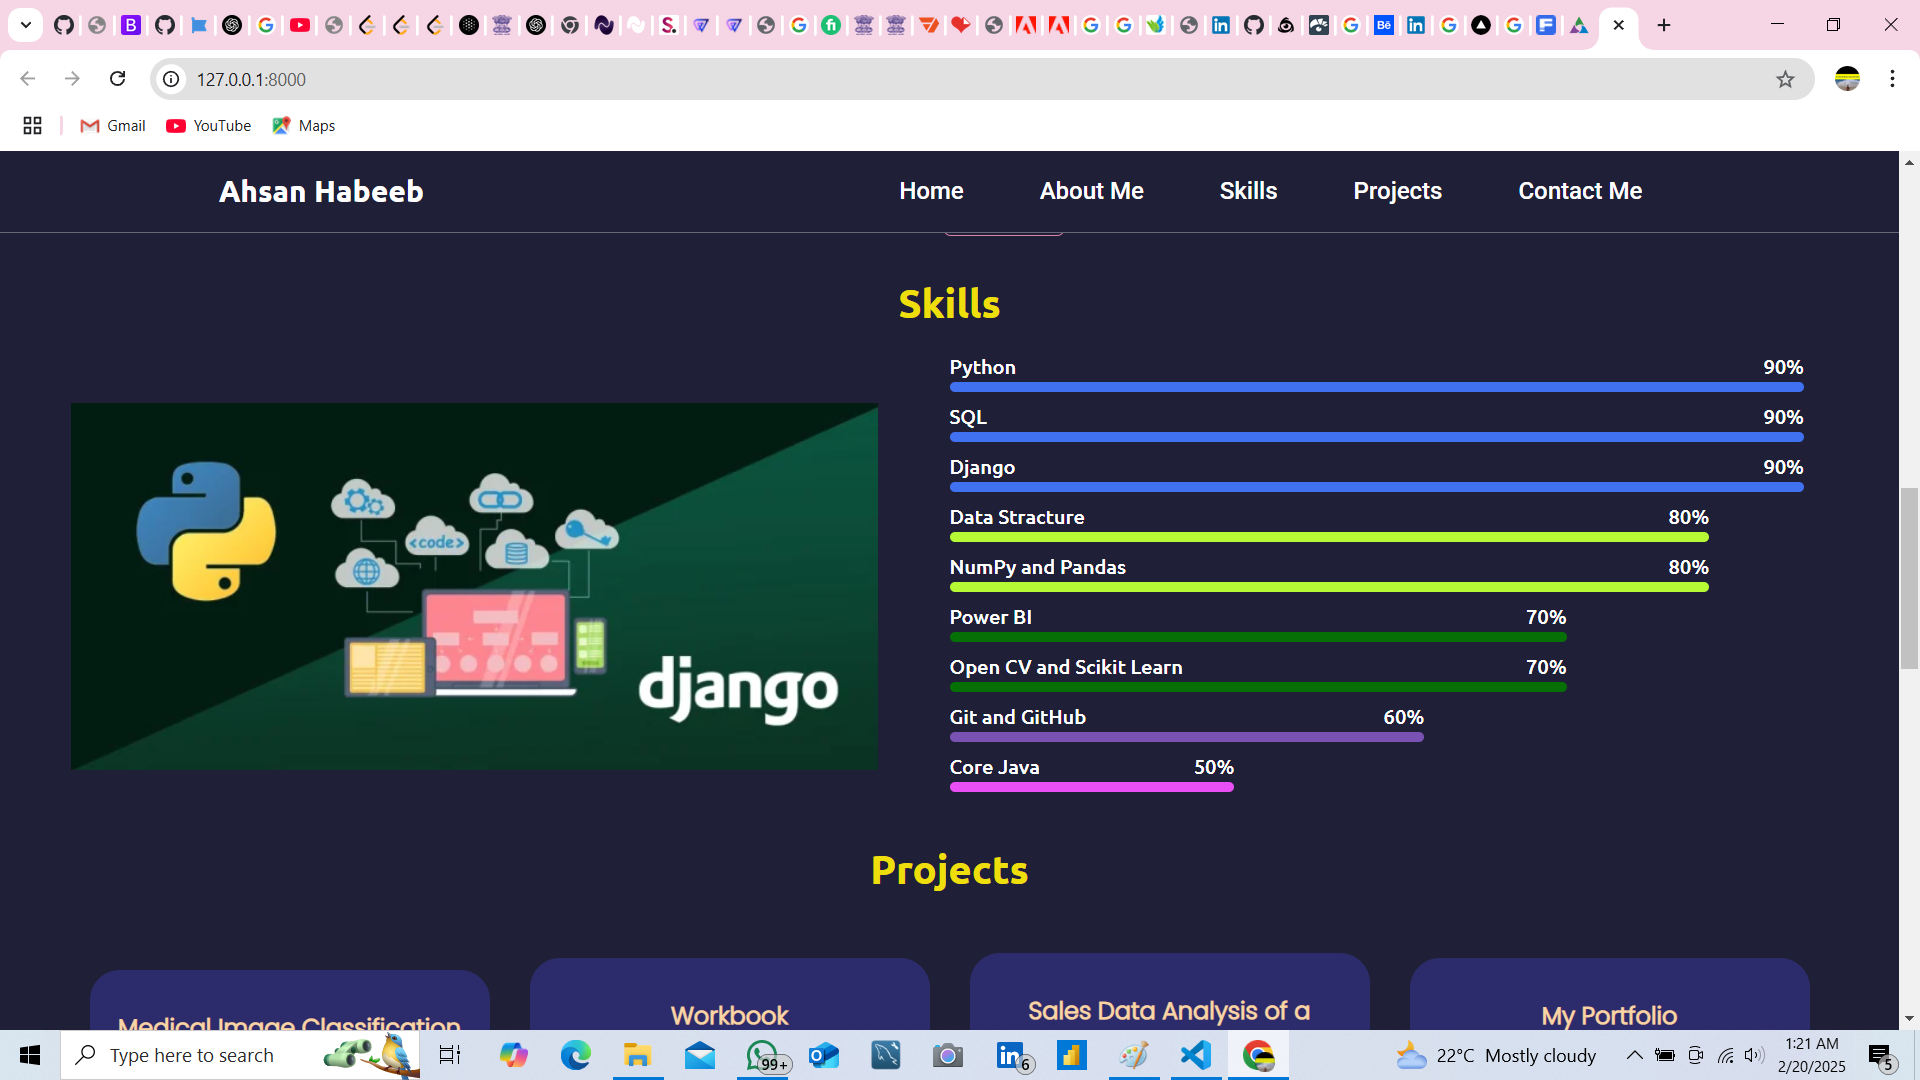 127.0.0.1:8000
Gmail YouTube Maps
Ahsan Habeeb Home About Me Skills Projects Contact Me
Skills
Python 90%
SQL 90%
Django 90%
Data Stracture 80%
NumPy and Pandas 80%
Power BI 70%
Open CV and Scikit Learn 70%
Git and GitHub 60%
Core Java 50%
<code>
django
Projects
Medical Image Classification
Workbook
Sales Data Analysis of a
My Portfolio
Type here to search
99+
6
22°C Mostly cloudy
1:21 AM
2/20/2025
5